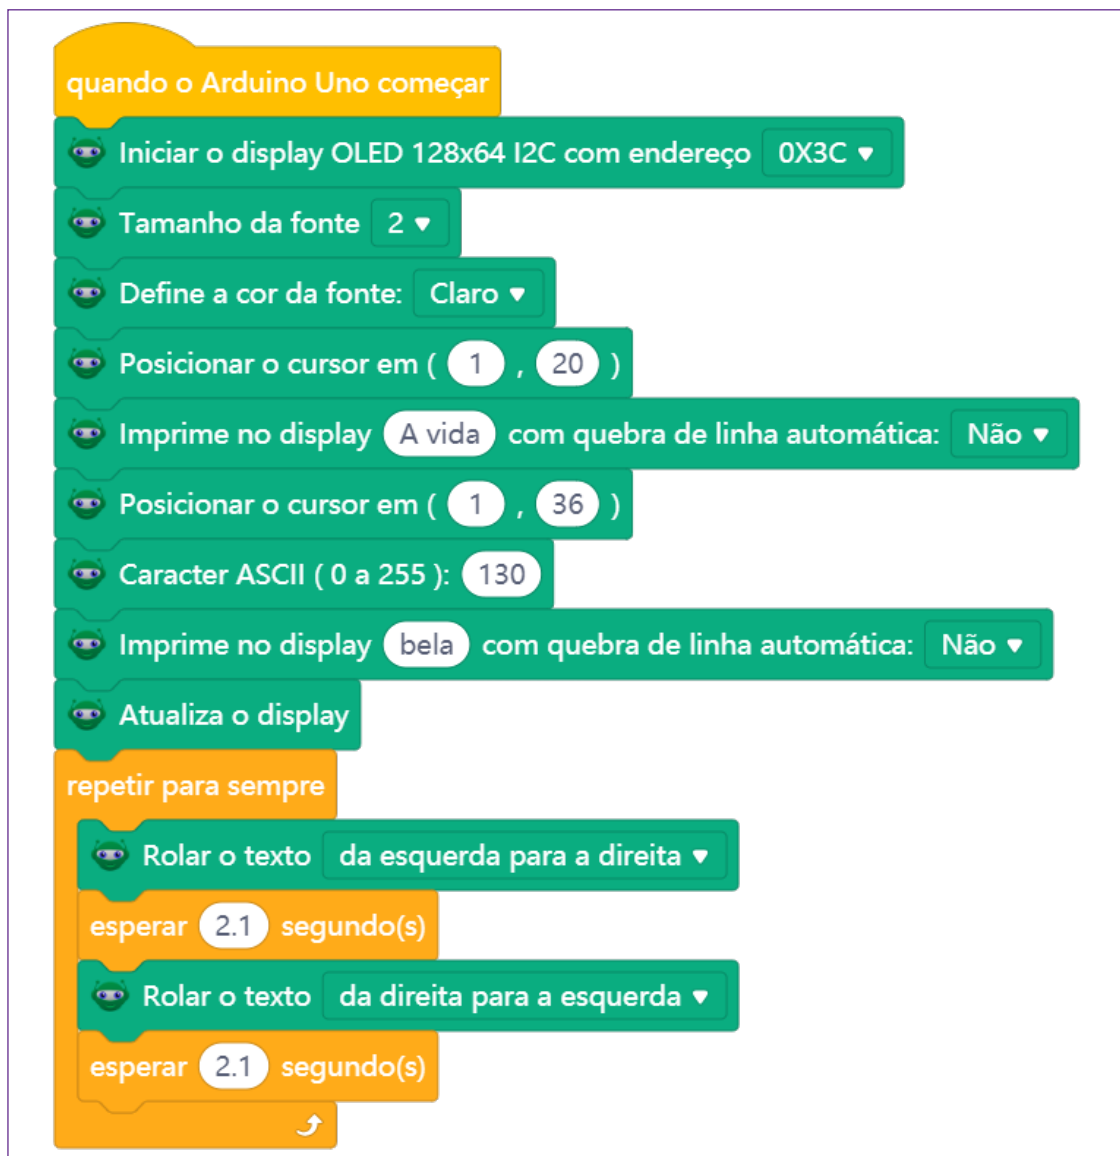 quando o Arduino Uno começar
Iniciar o display OLED 128x64 I2C com endereço 0X3C
Tamanho da fonte 2
Define a cor da fonte: Claro
Posicionar o cursor em ( 1 , 20 )
Imprime no display A vida com quebra de linha automática: Não
Posicionar o cursor em ( 1 , 36 )
Caracter ASCII ( 0 a 255 ): 130
Imprime no display bela com quebra de linha automática: Não
Atualiza o display
repetir para sempre
Rolar o texto da esquerda para a direita
esperar 2.1 segundo(s)
Rolar o texto da direita para a esquerda
esperar 2.1 segundo(s)